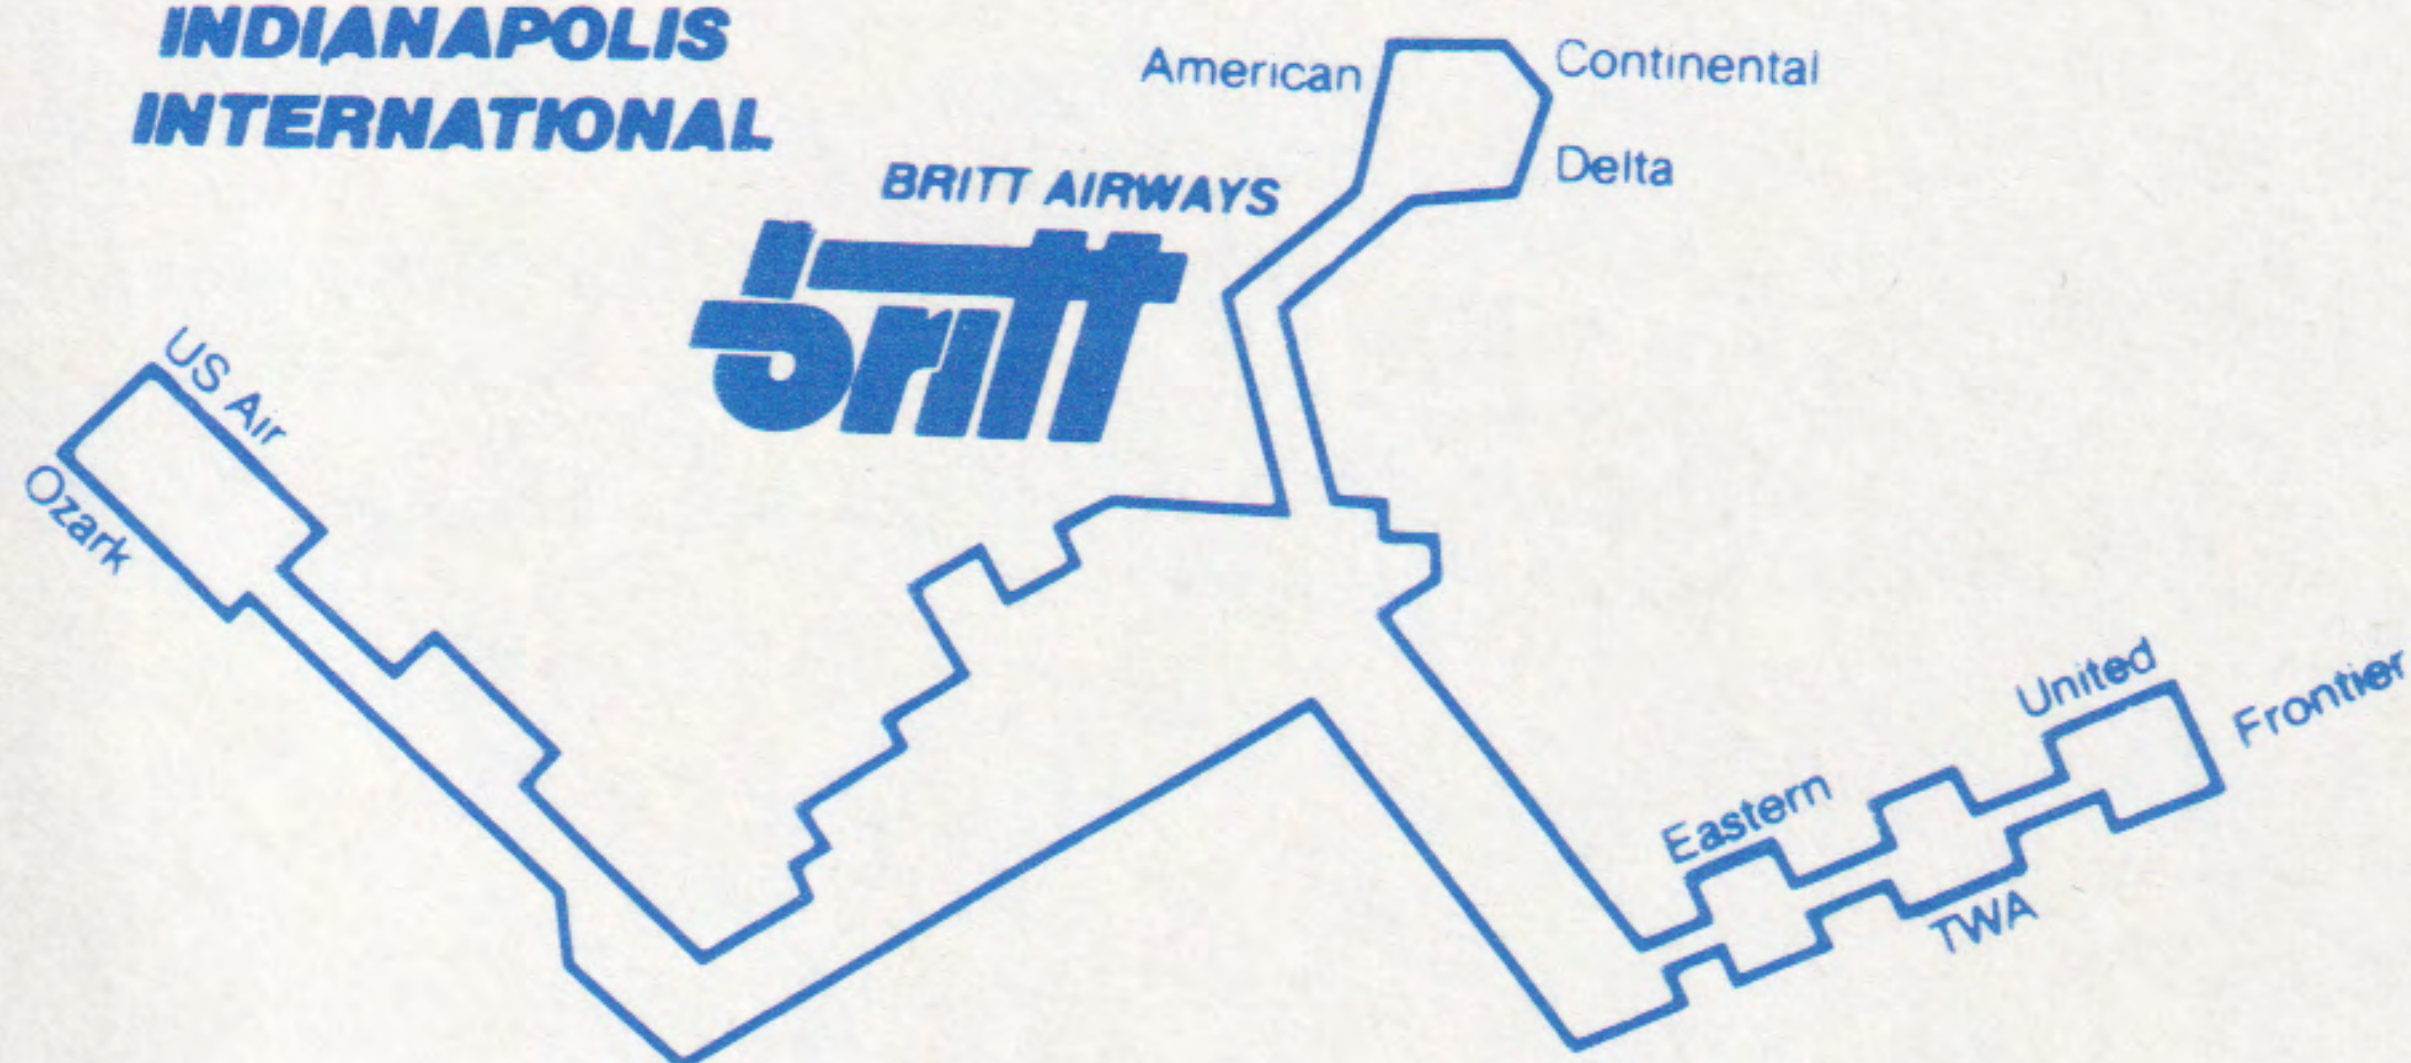 INDIANAPOLIS
INTERNATIONAL
American
Continental
Delta
BRITT AIRWAYS
britt
US Air
Ozark
United
Frontier
Eastern
TWA